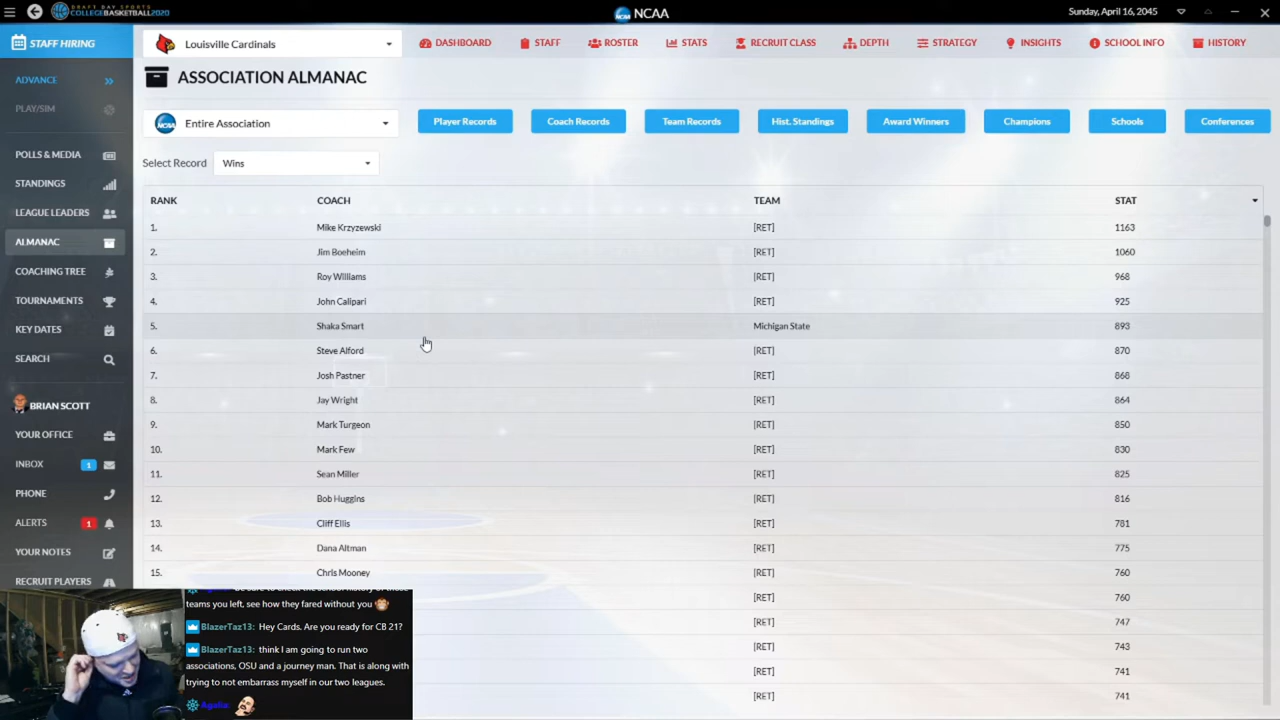 DRAFT DAY SPORTS
COLLEGE BASKETBALL 2020
NCAA
Sunday, April 16, 2045
STAFF HIRING
Louisville Cardinals
DASHBOARD STAFF ROSTER STATS RECRUIT CLASS DEPTH STRATEGY INSIGHTS SCHOOL INFO HISTORY
ADVANCE
PLAY/SIM
POLLS & MEDIA
STANDINGS
LEAGUE LEADERS
ALMANAC
COACHING TREE
TOURNAMENTS
KEY DATES
SEARCH
BRIAN SCOTT
YOUR OFFICE
INBOX 1
PHONE
ALERTS 1
YOUR NOTES
RECRUIT PLAYERS
ASSOCIATION ALMANAC
Entire Association
Player Records Coach Records Team Records Hist. Standings Award Winners Champions Schools Conferences
Select Record Wins
RANK COACH TEAM STAT
1. Mike Krzyzewski [RET] 1163
2. Jim Boeheim [RET] 1060
3. Roy Williams [RET] 968
4. John Calipari [RET] 925
5. Shaka Smart Michigan State 893
6. Steve Alford [RET] 870
7. Josh Pastner [RET] 868
8. Jay Wright [RET] 864
9. Mark Turgeon [RET] 850
10. Mark Few [RET] 830
11. Sean Miller [RET] 825
12. Bob Huggins [RET] 816
13. Cliff Ellis [RET] 781
14. Dana Altman [RET] 775
15. Chris Mooney [RET] 760
[RET] 760
[RET] 747
[RET] 743
[RET] 741
[RET] 741
teams you left, see how they fared without you
BlazerTaz13: Hey Cards. Are you ready for CB 21?
BlazerTaz13: think I am going to run two
associations, OSU and a journey man. That is along with
trying to not embarrass myself in our two leagues.